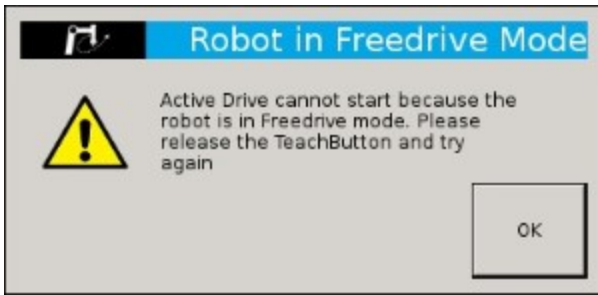 Robot in Freedrive Mode
Active Drive cannot start because the
robot is in Freedrive mode. Please
release the TeachButton and try
again
OK